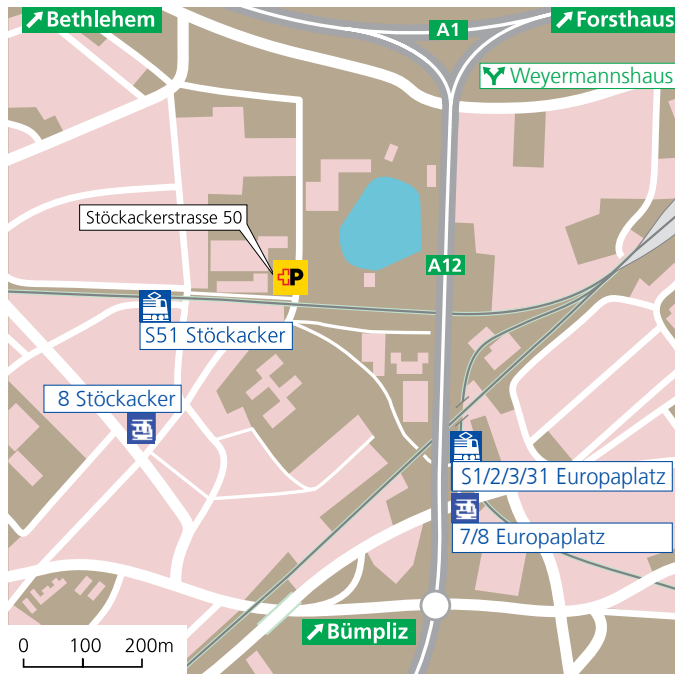 Bethlehem
A1
Forsthaus
Weyermannshaus
Stöckackerstrasse 50
P
A12
S51 Stöckacker
8 Stöckacker
S1/2/3/31 Europaplatz
7/8 Europaplatz
Bümpliz
0 100 200m